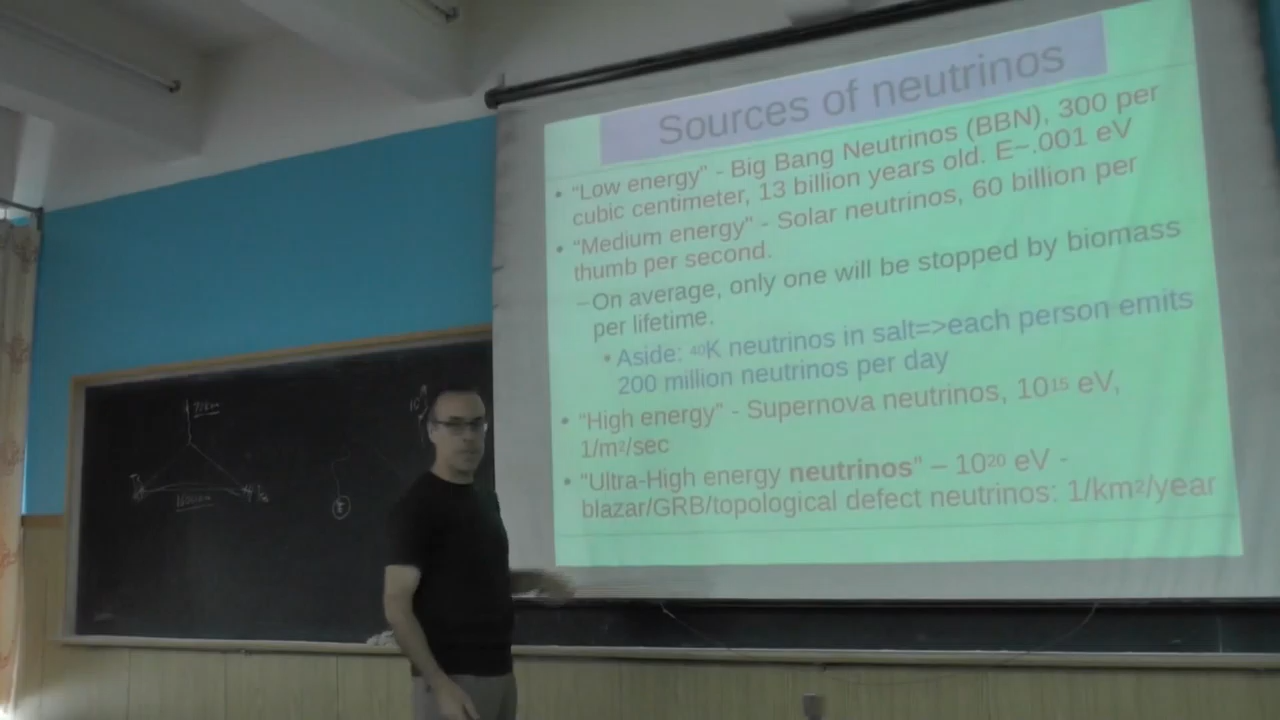 Sources of neutrinos
• “Low energy” - Big Bang Neutrinos (BBN), 300 per
cubic centimeter, 13 billion years old. E~.001 eV
• “Medium energy” - Solar neutrinos, 60 billion per
thumb per second.
–On average, only one will be stopped by biomass
per lifetime.
• Aside: ⁴⁰K neutrinos in salt=>each person emits
200 million neutrinos per day
• “High energy” - Supernova neutrinos, 10¹⁵ eV,
1/m²/sec
• “Ultra-High energy neutrinos” – 10²⁰ eV -
blazar/GRB/topological defect neutrinos: 1/km²/year